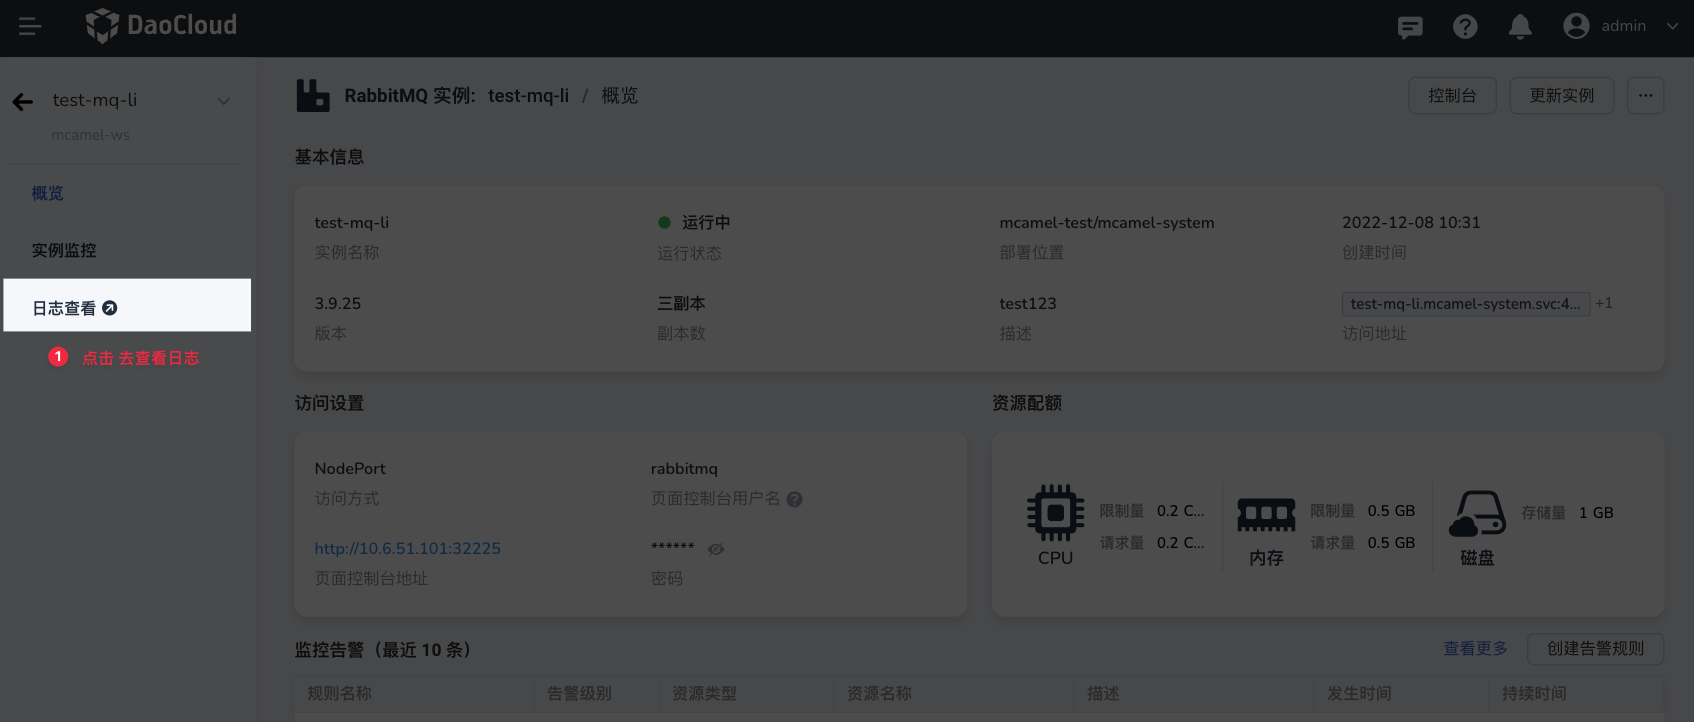 DaoCloud
admin
test-mq-li
mcamel-ws
概览
实例监控
日志查看
1 点击 去查看日志
RabbitMQ 实例: test-mq-li / 概览
控制台
更新实例
...
基本信息
test-mq-li
实例名称
运行中
运行状态
mcamel-test/mcamel-system
部署位置
2022-12-08 10:31
创建时间
3.9.25
版本
三副本
副本数
test123
描述
test-mq-li.mcamel-system.svc:4... +1
访问地址
访问设置
NodePort
访问方式
rabbitmq
页面控制台用户名
http://10.6.51.101:32225
页面控制台地址
******
密码
资源配额
CPU
限制量 0.2 C...
请求量 0.2 C...
内存
限制量 0.5 GB
请求量 0.5 GB
磁盘
存储量 1 GB
监控告警（最近 10 条）
查看更多
创建告警规则
规则名称 告警级别 资源类型 资源名称 描述 发生时间 持续时间